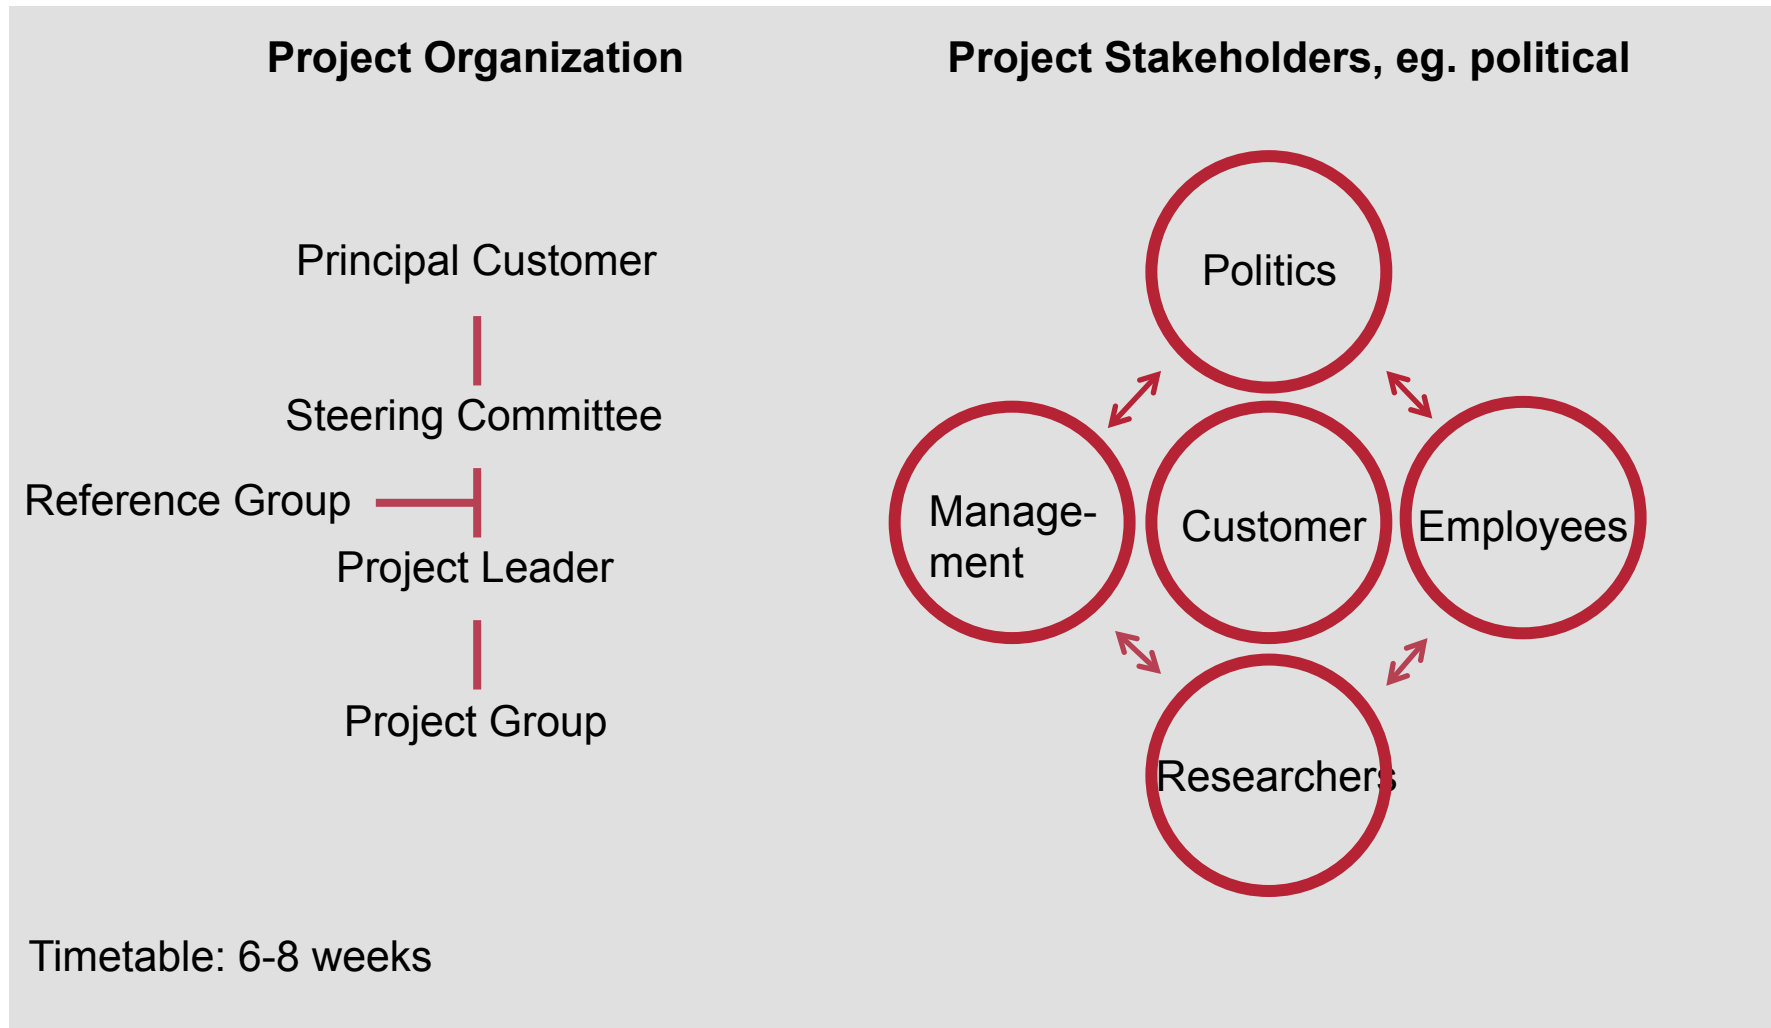 Project Organization
Project Stakeholders, eg. political
Principal Customer
Steering Committee
Reference Group
Project Leader
Project Group
Timetable: 6-8 weeks
Politics
Manage-
ment
Customer
Employees
Researchers